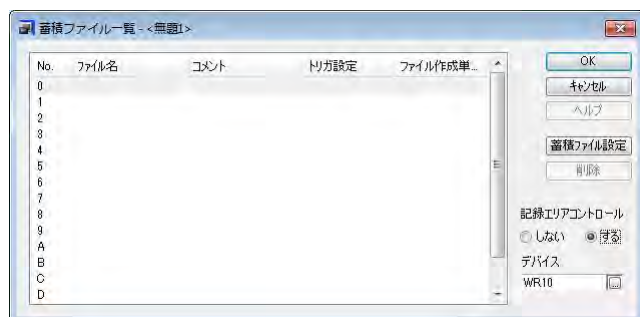 蓄積ファイル一覧 - <無題1>
No. ファイル名 コメント トリガ設定 ファイル作成単...
0
1
2
3
4
5
6
7
8
9
A
B
C
D
OK
キャンセル
ヘルプ
蓄積ファイル設定
削除
記録エリアコントロール
しない する
デバイス
WR10 ...